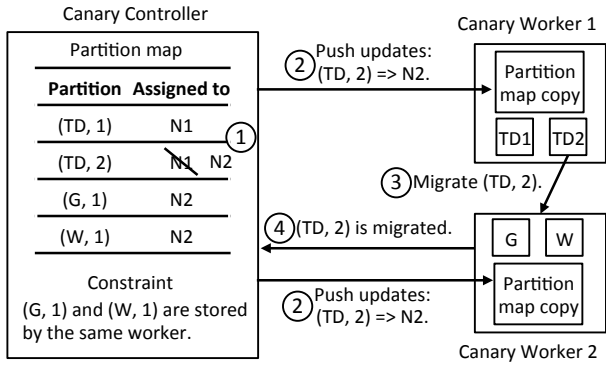 Canary Controller
Partition map
Partition Assigned to
(TD, 1) N1
1
(TD, 2) N1 N2
(G, 1) N2
(W, 1) N2
Constraint
(G, 1) and (W, 1) are stored
by the same worker.
2 Push updates:
(TD, 2) => N2.
Canary Worker 1
Partition
map copy
TD1 TD2
3 Migrate (TD, 2).
4 (TD, 2) is migrated.
G W
Partition
map copy
2 Push updates:
(TD, 2) => N2.
Canary Worker 2